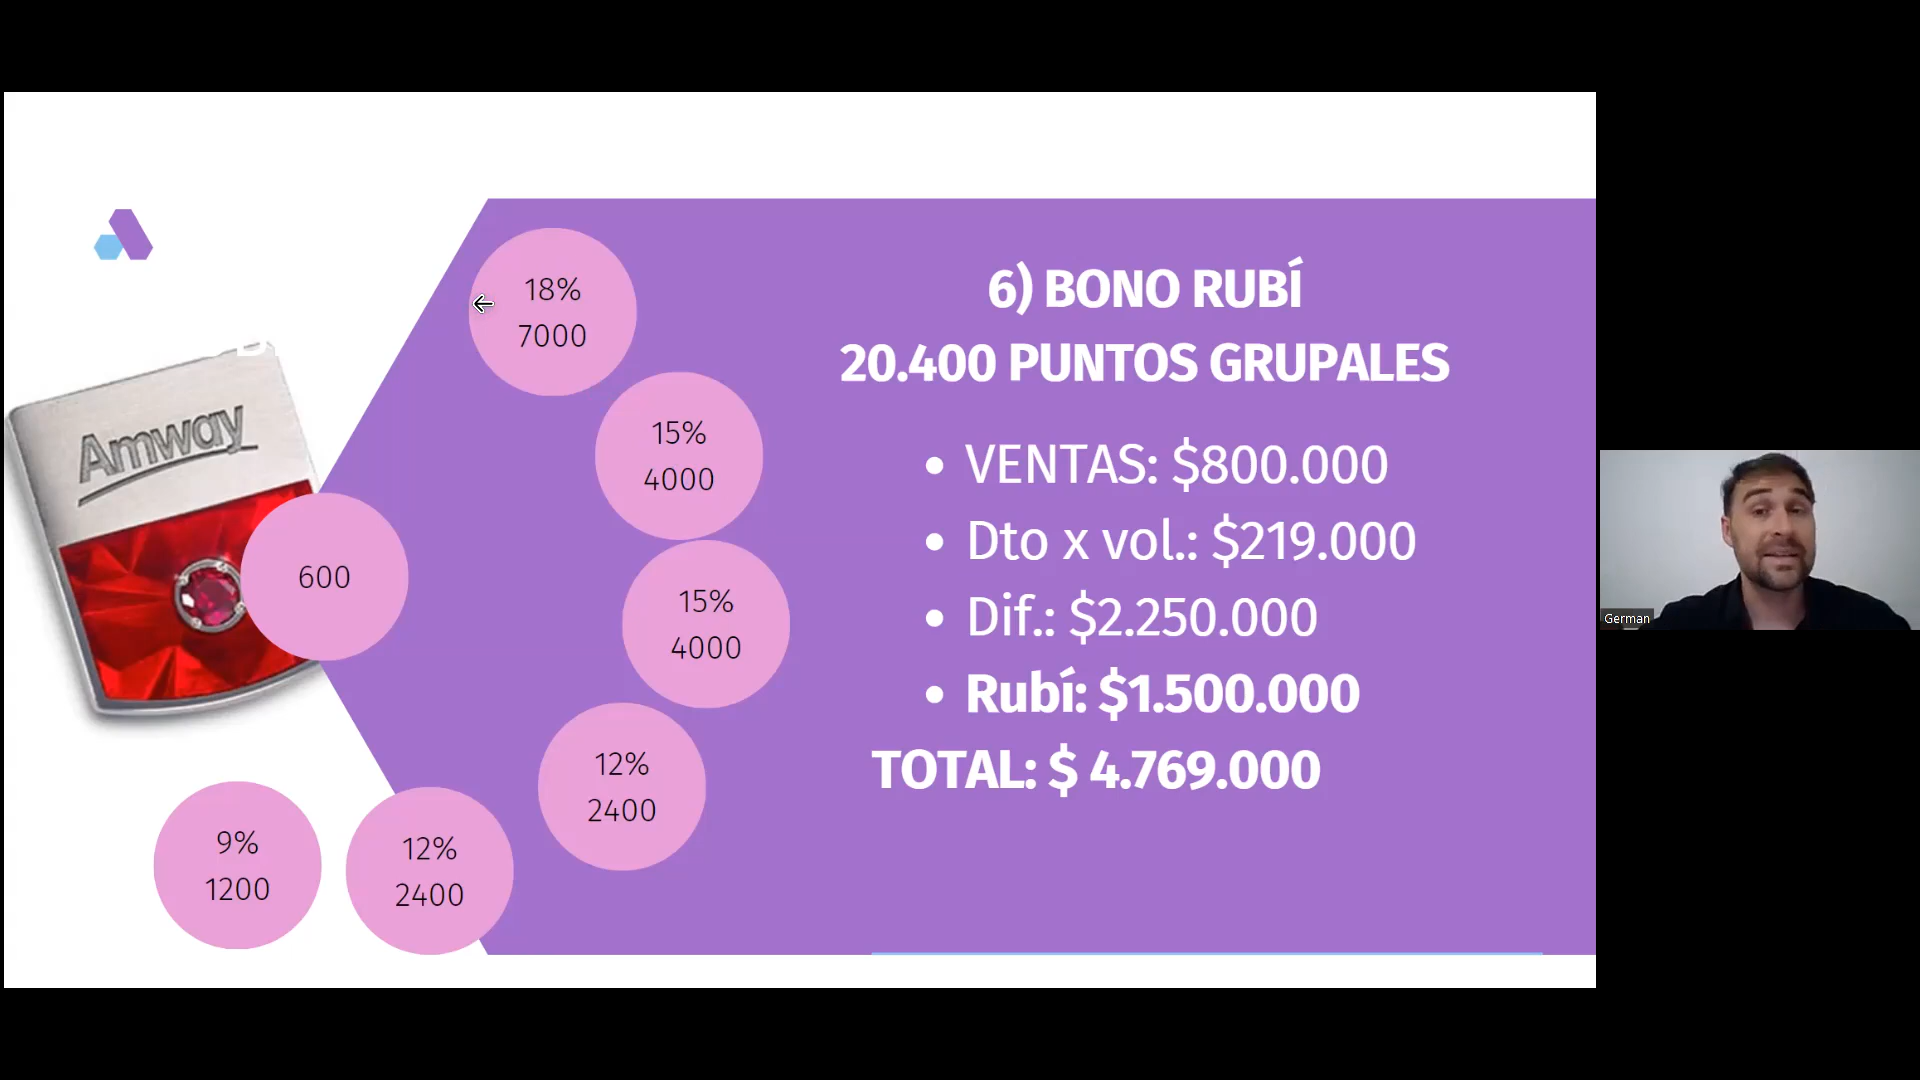 18%
7000
15%
4000
15%
4000
12%
2400
12%
2400
9%
1200
600
Amway
6) BONO RUBÍ
20.400 PUNTOS GRUPALES
• VENTAS: $800.000
• Dto x vol.: $219.000
• Dif.: $2.250.000
• Rubí: $1.500.000
TOTAL: $ 4.769.000
German